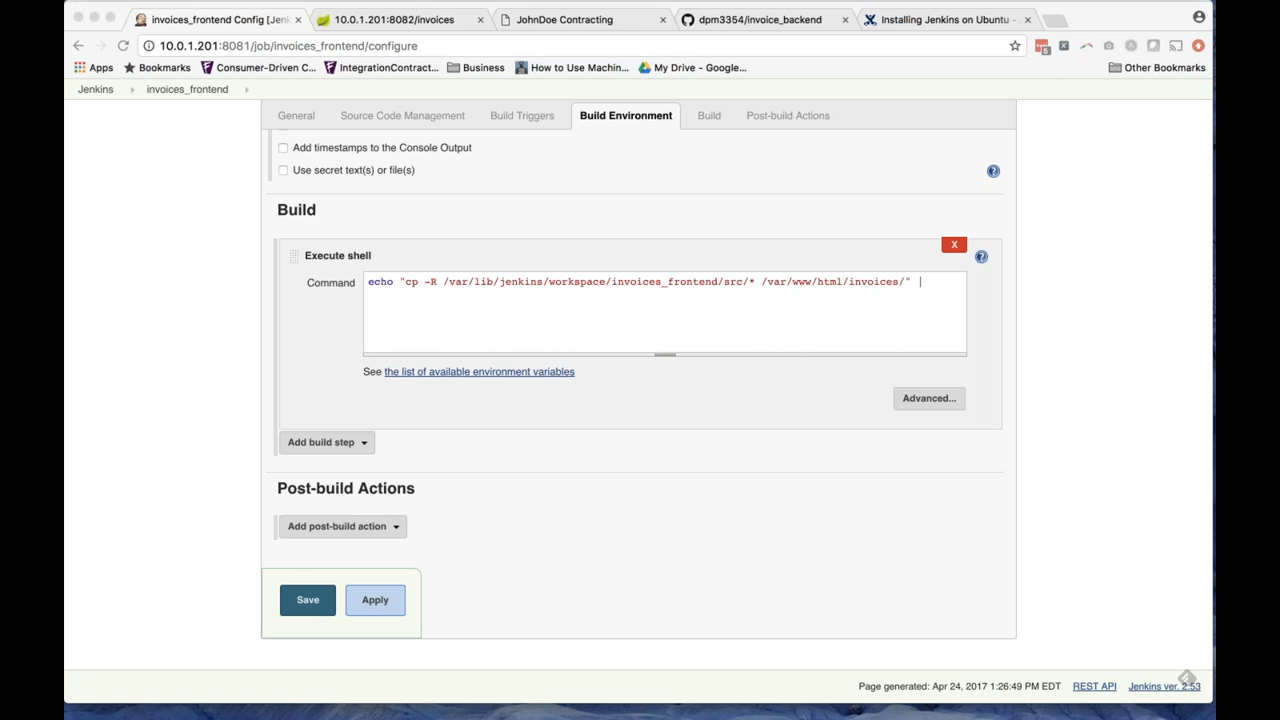 invoices_frontend Config [Jenk
10.0.1.201:8082/invoices
JohnDoe Contracting
dpm3354/invoice_backend
Installing Jenkins on Ubuntu -
10.0.1.201:8081/job/invoices_frontend/configure
Apps
Bookmarks
Consumer-Driven C...
IntegrationContract...
Business
How to Use Machin...
My Drive - Google...
Other Bookmarks
Jenkins
invoices_frontend
General
Source Code Management
Build Triggers
Build Environment
Build
Post-build Actions
Add timestamps to the Console Output
Use secret text(s) or file(s)
Build
X
Execute shell
Command
echo "cp -R /var/lib/jenkins/workspace/invoices_frontend/src/* /var/www/html/invoices/" |
See the list of available environment variables
Advanced...
Add build step
Post-build Actions
Add post-build action
Save
Apply
Page generated: Apr 24, 2017 1:26:49 PM EDT
REST API
Jenkins ver. 2.53